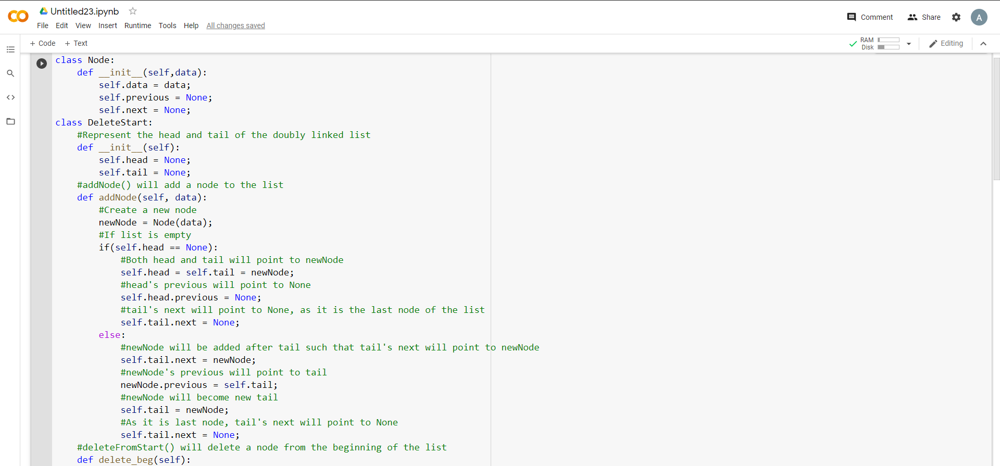 Untitled23.ipynb
File Edit View Insert Runtime Tools Help All changes saved
Comment Share A
+ Code + Text
RAM
Disk
Editing
class Node:
    def __init__(self,data):
        self.data = data;
        self.previous = None;
        self.next = None;
class DeleteStart:
    #Represent the head and tail of the doubly linked list
    def __init__(self):
        self.head = None;
        self.tail = None;
    #addNode() will add a node to the list
    def addNode(self, data):
        #Create a new node
        newNode = Node(data);
        #If list is empty
        if(self.head == None):
            #Both head and tail will point to newNode
            self.head = self.tail = newNode;
            #head's previous will point to None
            self.head.previous = None;
            #tail's next will point to None, as it is the last node of the list
            self.tail.next = None;
        else:
            #newNode will be added after tail such that tail's next will point to newNode
            self.tail.next = newNode;
            #newNode's previous will point to tail
            newNode.previous = self.tail;
            #newNode will become new tail
            self.tail = newNode;
            #As it is last node, tail's next will point to None
            self.tail.next = None;
    #deleteFromStart() will delete a node from the beginning of the list
    def delete_beg(self):